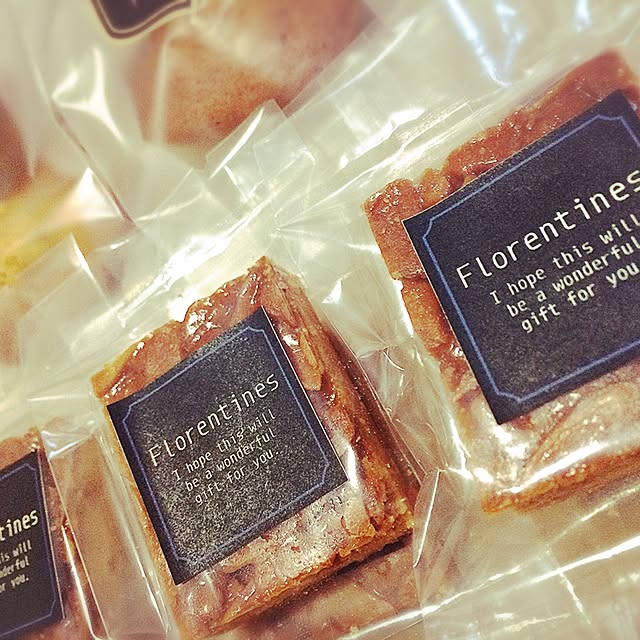 Florentines
I hope this will
be a wonderful
gift for you.
Florentines
I hope this will
be a wonderful
gift for you
tines
is will
nderful
you.